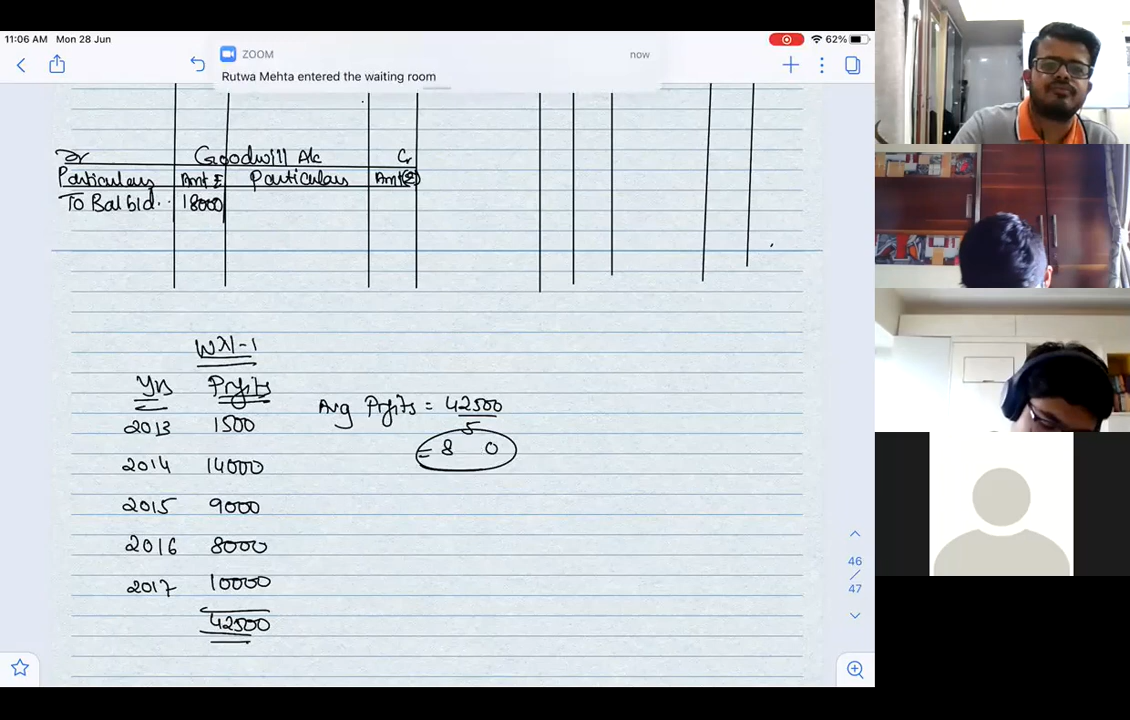 11:06 AM Mon 28 Jun
62%
ZOOM
now
Rutwa Mehta entered the waiting room
Dr Goodwill A/c Cr
Particulars Amt ₹ Particulars Amt(₹)
To Bal b/d.. 18000
WN-1
Yrs Profits
2013 1500
2014 14000
2015 9000
2016 8000
2017 10000
42500
Avg Profits = 42500
5
= 8 0
46
/
47